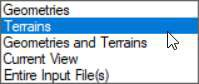 Geometries
Terrains
Geometries and Terrains
Current View
Entire Input File(s)